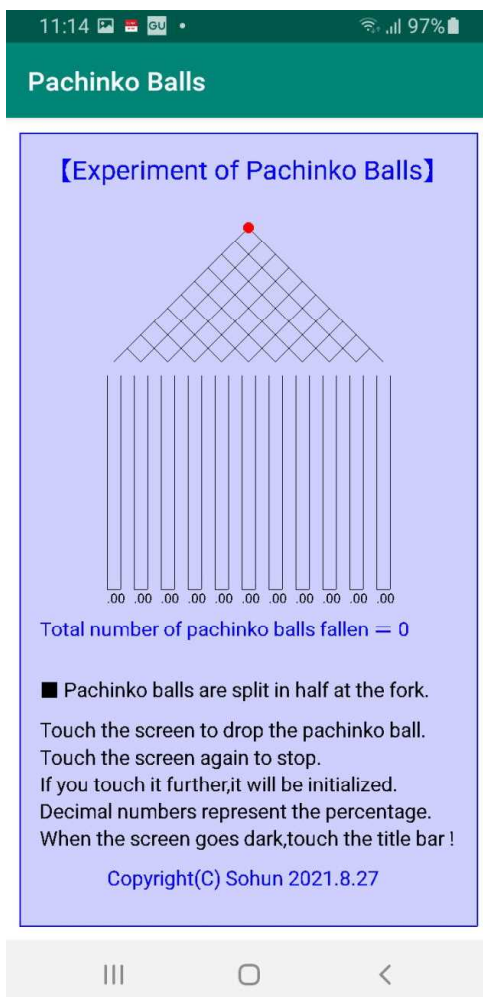 11:14 GU 97%
Pachinko Balls
【Experiment of Pachinko Balls】
.00 .00 .00 .00 .00 .00 .00 .00 .00 .00 .00
Total number of pachinko balls fallen = 0
■ Pachinko balls are split in half at the fork.
Touch the screen to drop the pachinko ball.
Touch the screen again to stop.
If you touch it further,it will be initialized.
Decimal numbers represent the percentage.
When the screen goes dark,touch the title bar !
Copyright(C) Sohun 2021.8.27